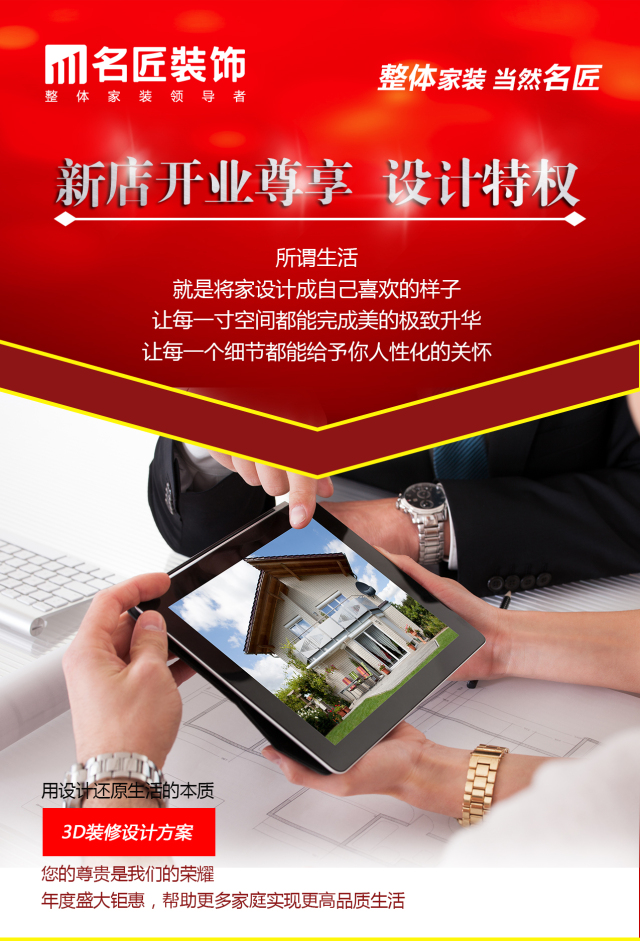 名匠装饰
整体家装领导者
整体家装 当然名匠
新店开业尊享 设计特权
所谓生活
就是将家设计成自己喜欢的样子
让每一寸空间都能完成美的极致升华
让每一个细节都能给予你人性化的关怀
用设计还原生活的本质
3D装修设计方案
您的尊贵是我们的荣耀
年度盛大钜惠，帮助更多家庭实现更高品质生活